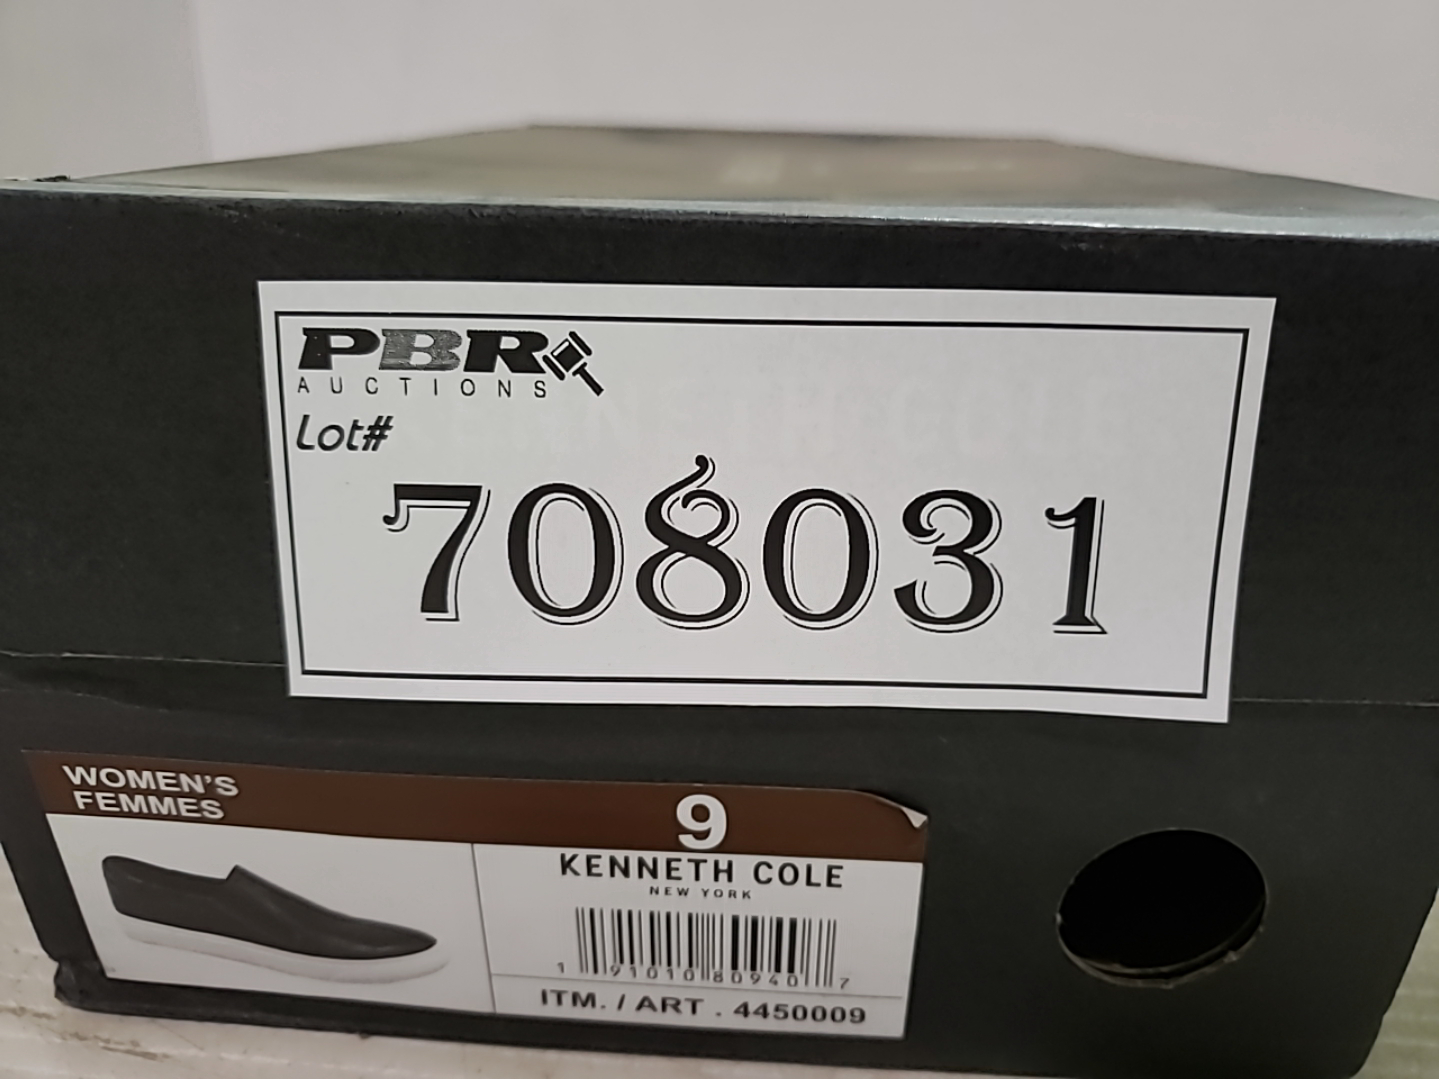 PBR
AUCTIONS
Lot#
708031
WOMEN'S
FEMMES
9
KENNETH COLE
NEW YORK
1 91010 80940 7
ITM. / ART . 4450009